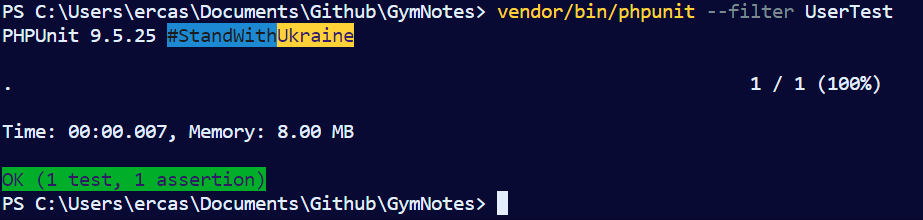 PS C:\Users\ercas\Documents\Github\GymNotes> vendor/bin/phpunit --filter UserTest
PHPUnit 9.5.25 #StandWithUkraine
. 1 / 1 (100%)
Time: 00:00.007, Memory: 8.00 MB
OK (1 test, 1 assertion)
PS C:\Users\ercas\Documents\Github\GymNotes>